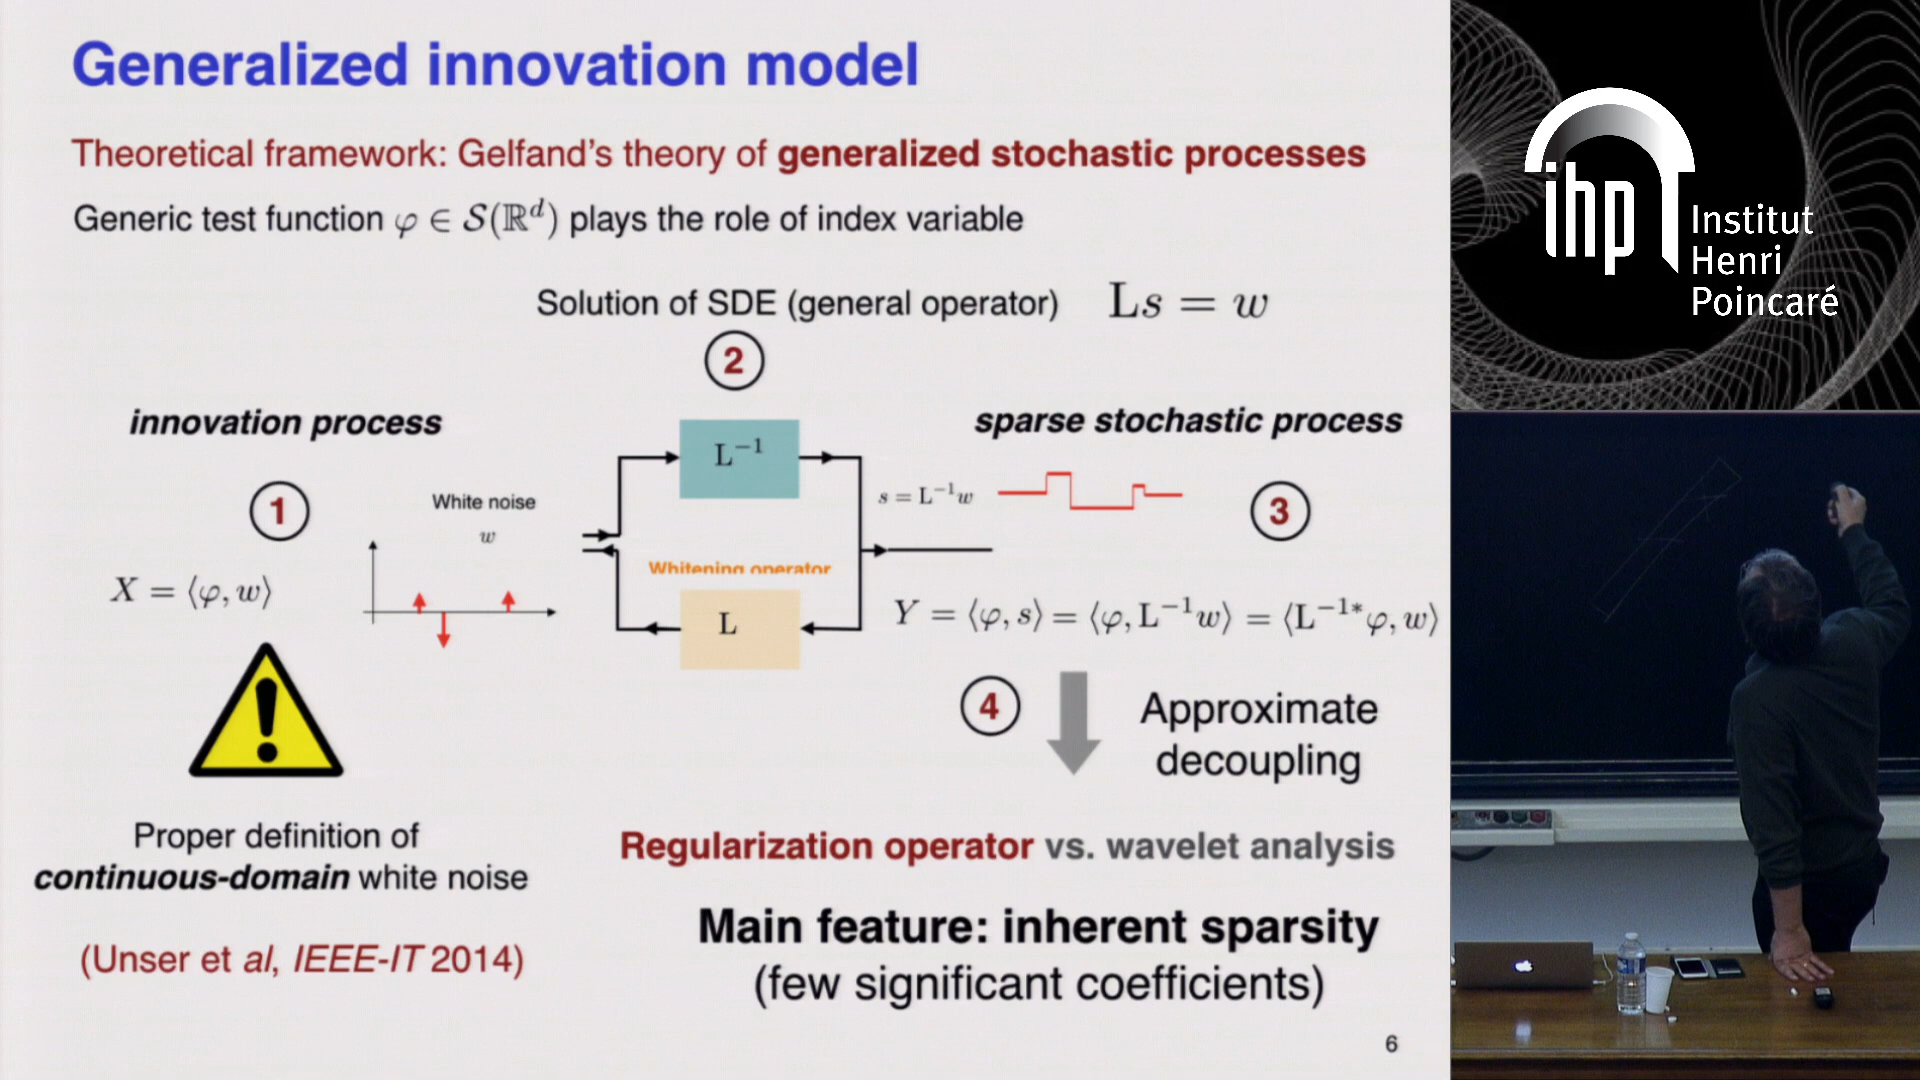 Generalized innovation model
Theoretical framework: Gelfand's theory of generalized stochastic processes
Generic test function φ ∈ S(ℝᵈ) plays the role of index variable
Solution of SDE (general operator) Ls = w
2
innovation process
sparse stochastic process
L⁻¹
1
White noise
w
s = L⁻¹w
3
X = ⟨φ, w⟩
Whitening operator
L
Y = ⟨φ, s⟩ = ⟨φ, L⁻¹w⟩ = ⟨L⁻¹*φ, w⟩
4
Approximate
decoupling
Proper definition of
continuous-domain white noise
Regularization operator vs. wavelet analysis
(Unser et al, IEEE-IT 2014)
Main feature: inherent sparsity
(few significant coefficients)
6
ihp
Institut
Henri
Poincaré